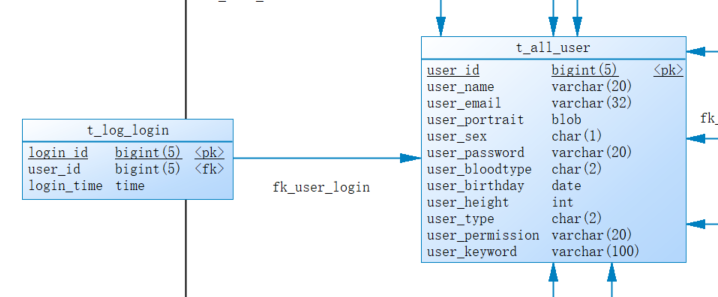 t_all_user
user_id bigint(5) <pk>
user_name varchar(20)
user_email varchar(32)
user_portrait blob
user_sex char(1)
user_password varchar(20)
user_bloodtype char(2)
user_birthday date
user_height int
user_type char(2)
user_permission varchar(20)
user_keyword varchar(100)
t_log_login
login_id bigint(5) <pk>
user_id bigint(5) <fk>
login_time time
fk_user_login
fk_